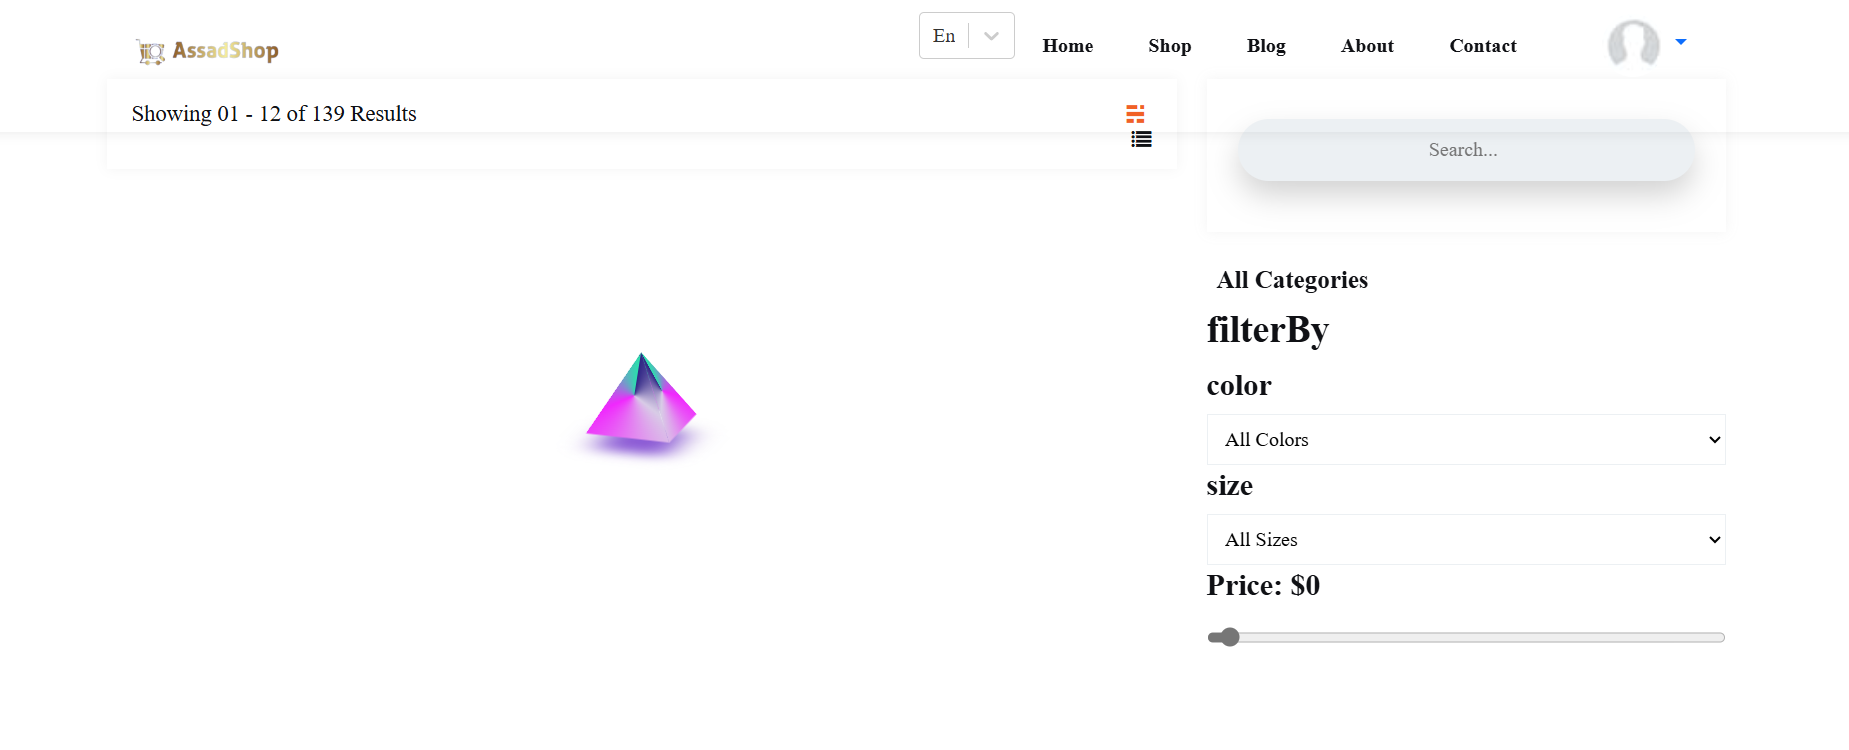 AssadShop
En
Home
Shop
Blog
About
Contact
Showing 01 - 12 of 139 Results
Search...
All Categories
filterBy
color
All Colors
size
All Sizes
Price: $0